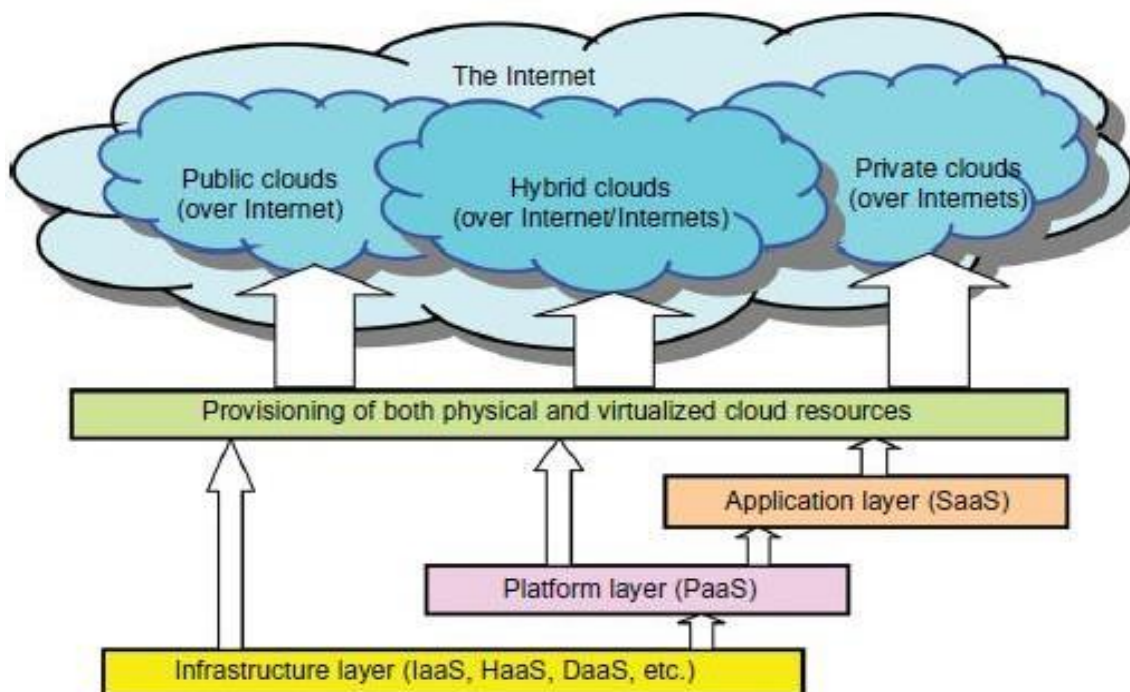 The Internet
Public clouds
(over Internet)
Hybrid clouds
(over Internet/Internets)
Private clouds
(over Internets)
Provisioning of both physical and virtualized cloud resources
Application layer (SaaS)
Platform layer (PaaS)
Infrastructure layer (IaaS, HaaS, DaaS, etc.)